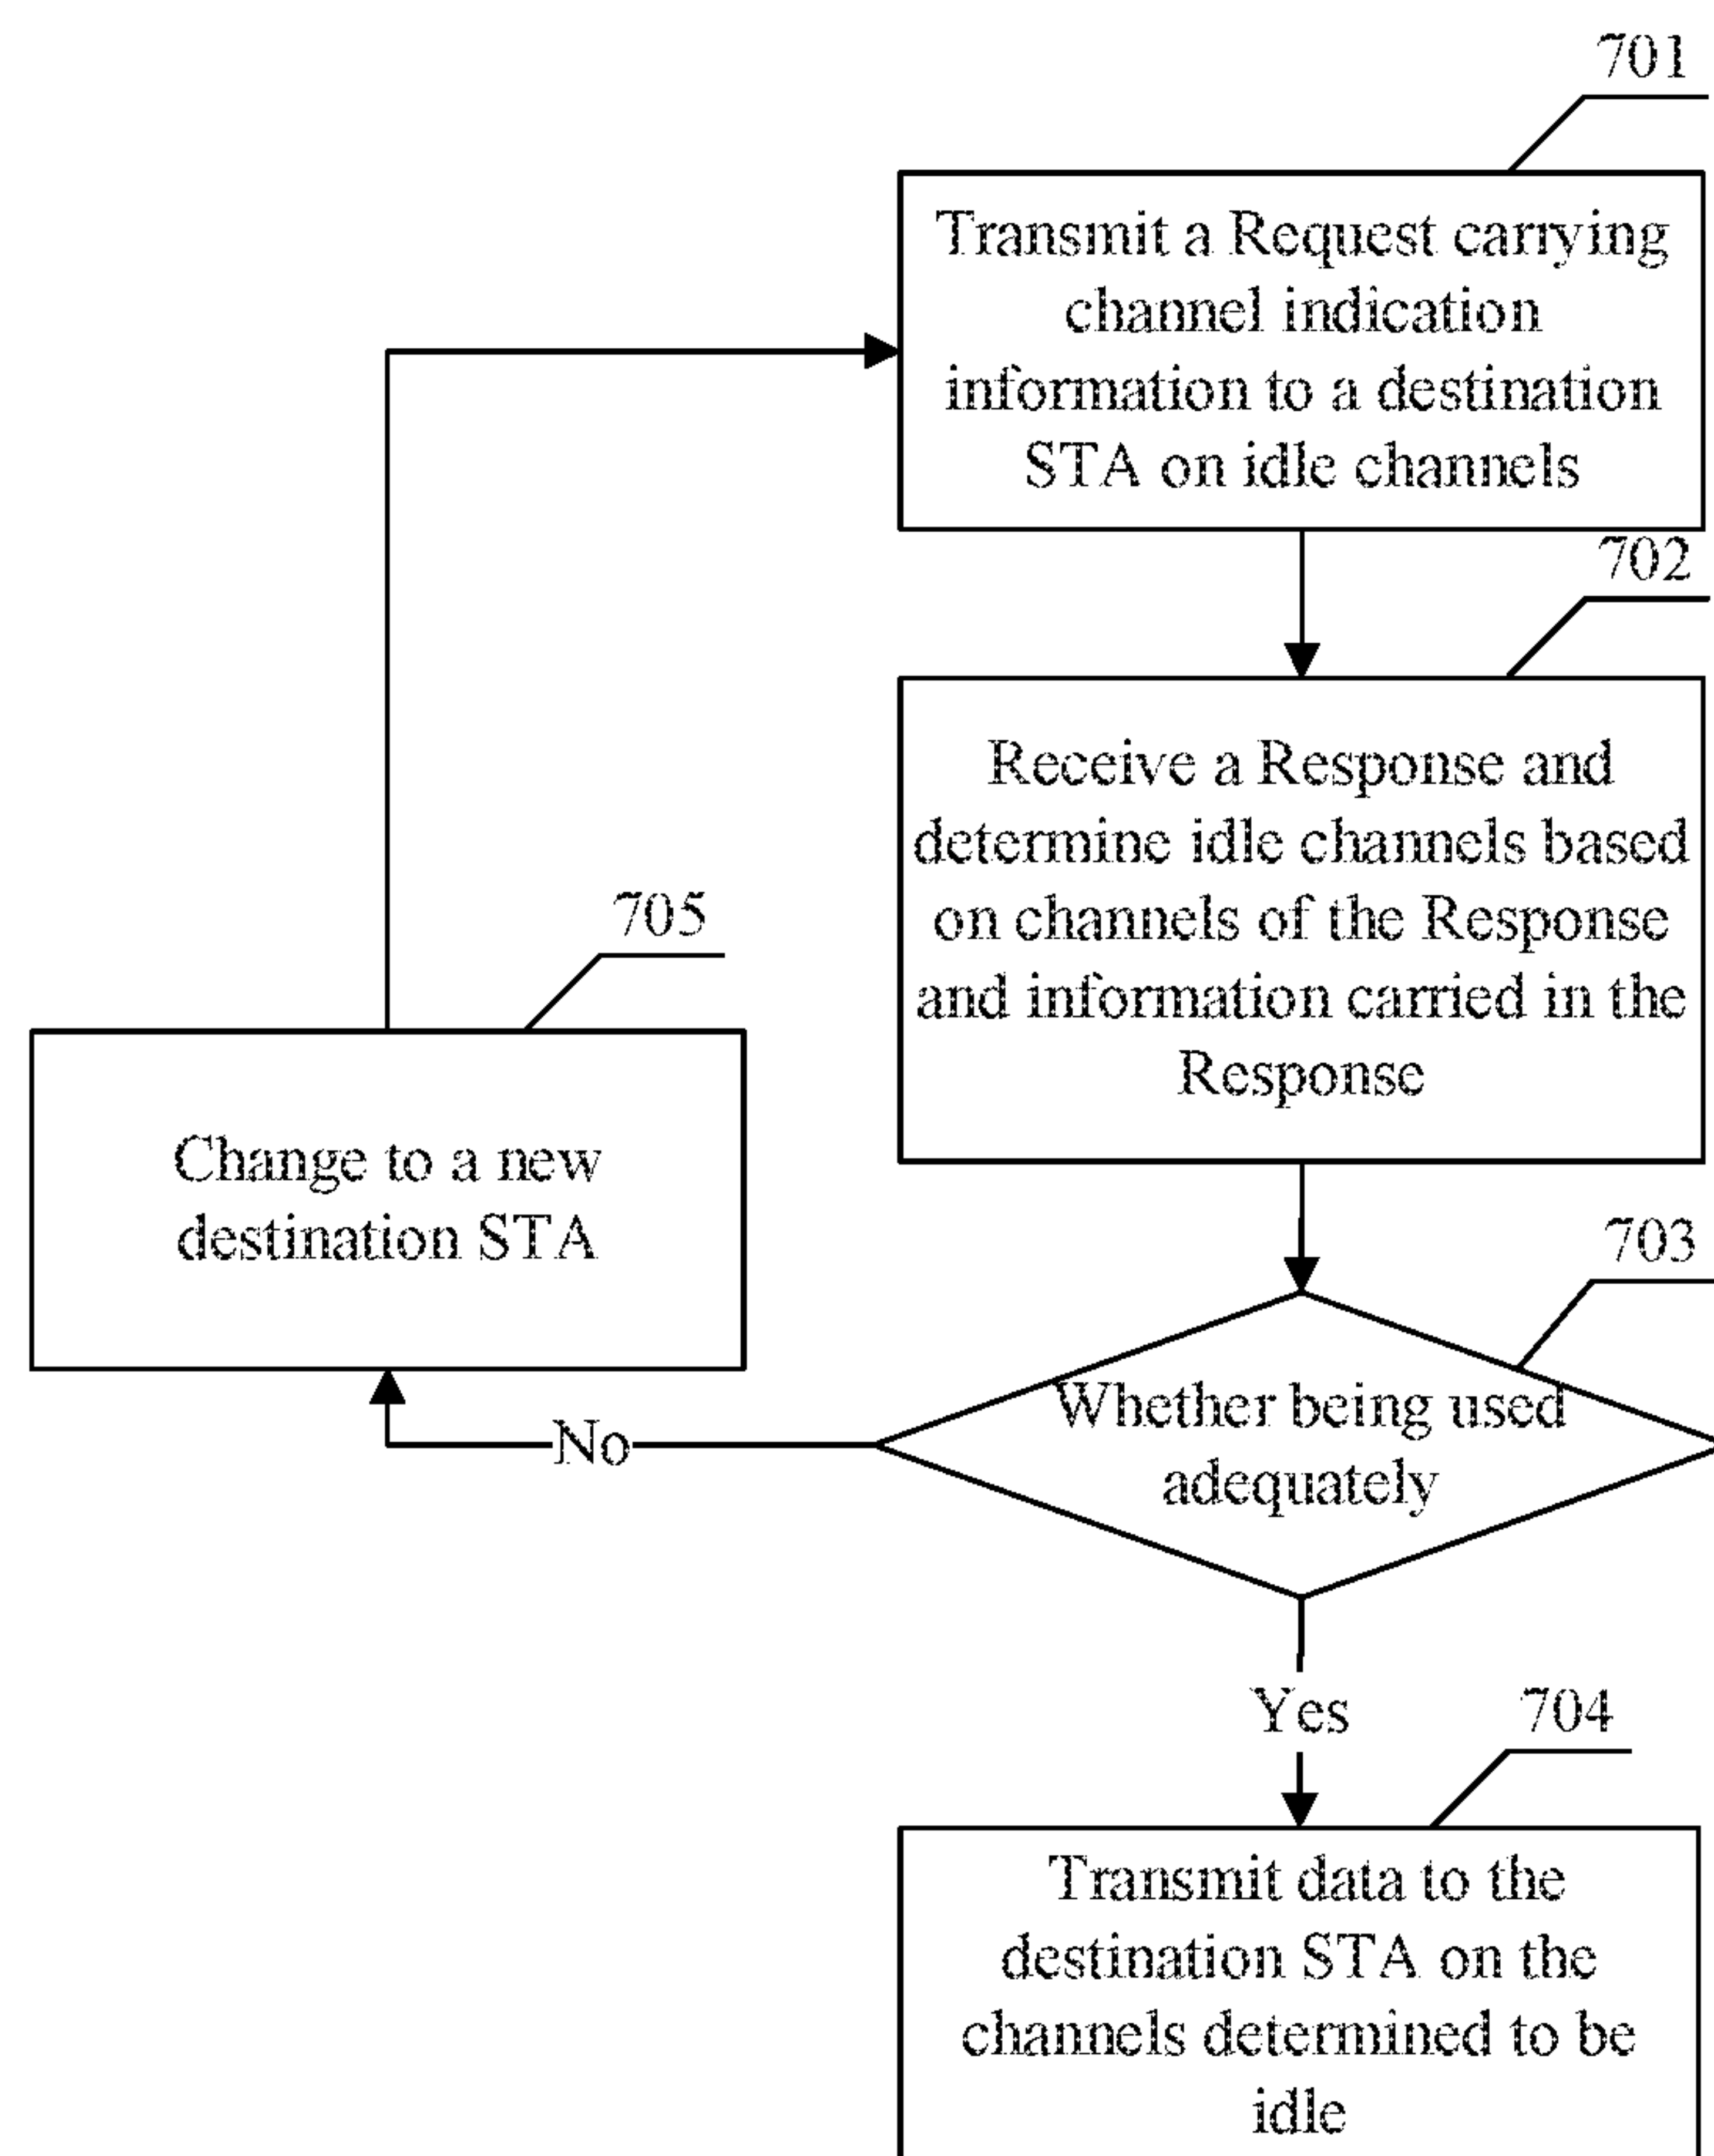 701
Transmit a Request carrying
channel indication
information to a destination
STA on idle channels
702
Receive a Response and
determine idle channels based
on channels of the Response
and information carried in the
Response
705
Change to a new
destination STA
703
Whether being used
adequately
No
Yes
704
Transmit data to the
destination STA on the
channels determined to be
idle